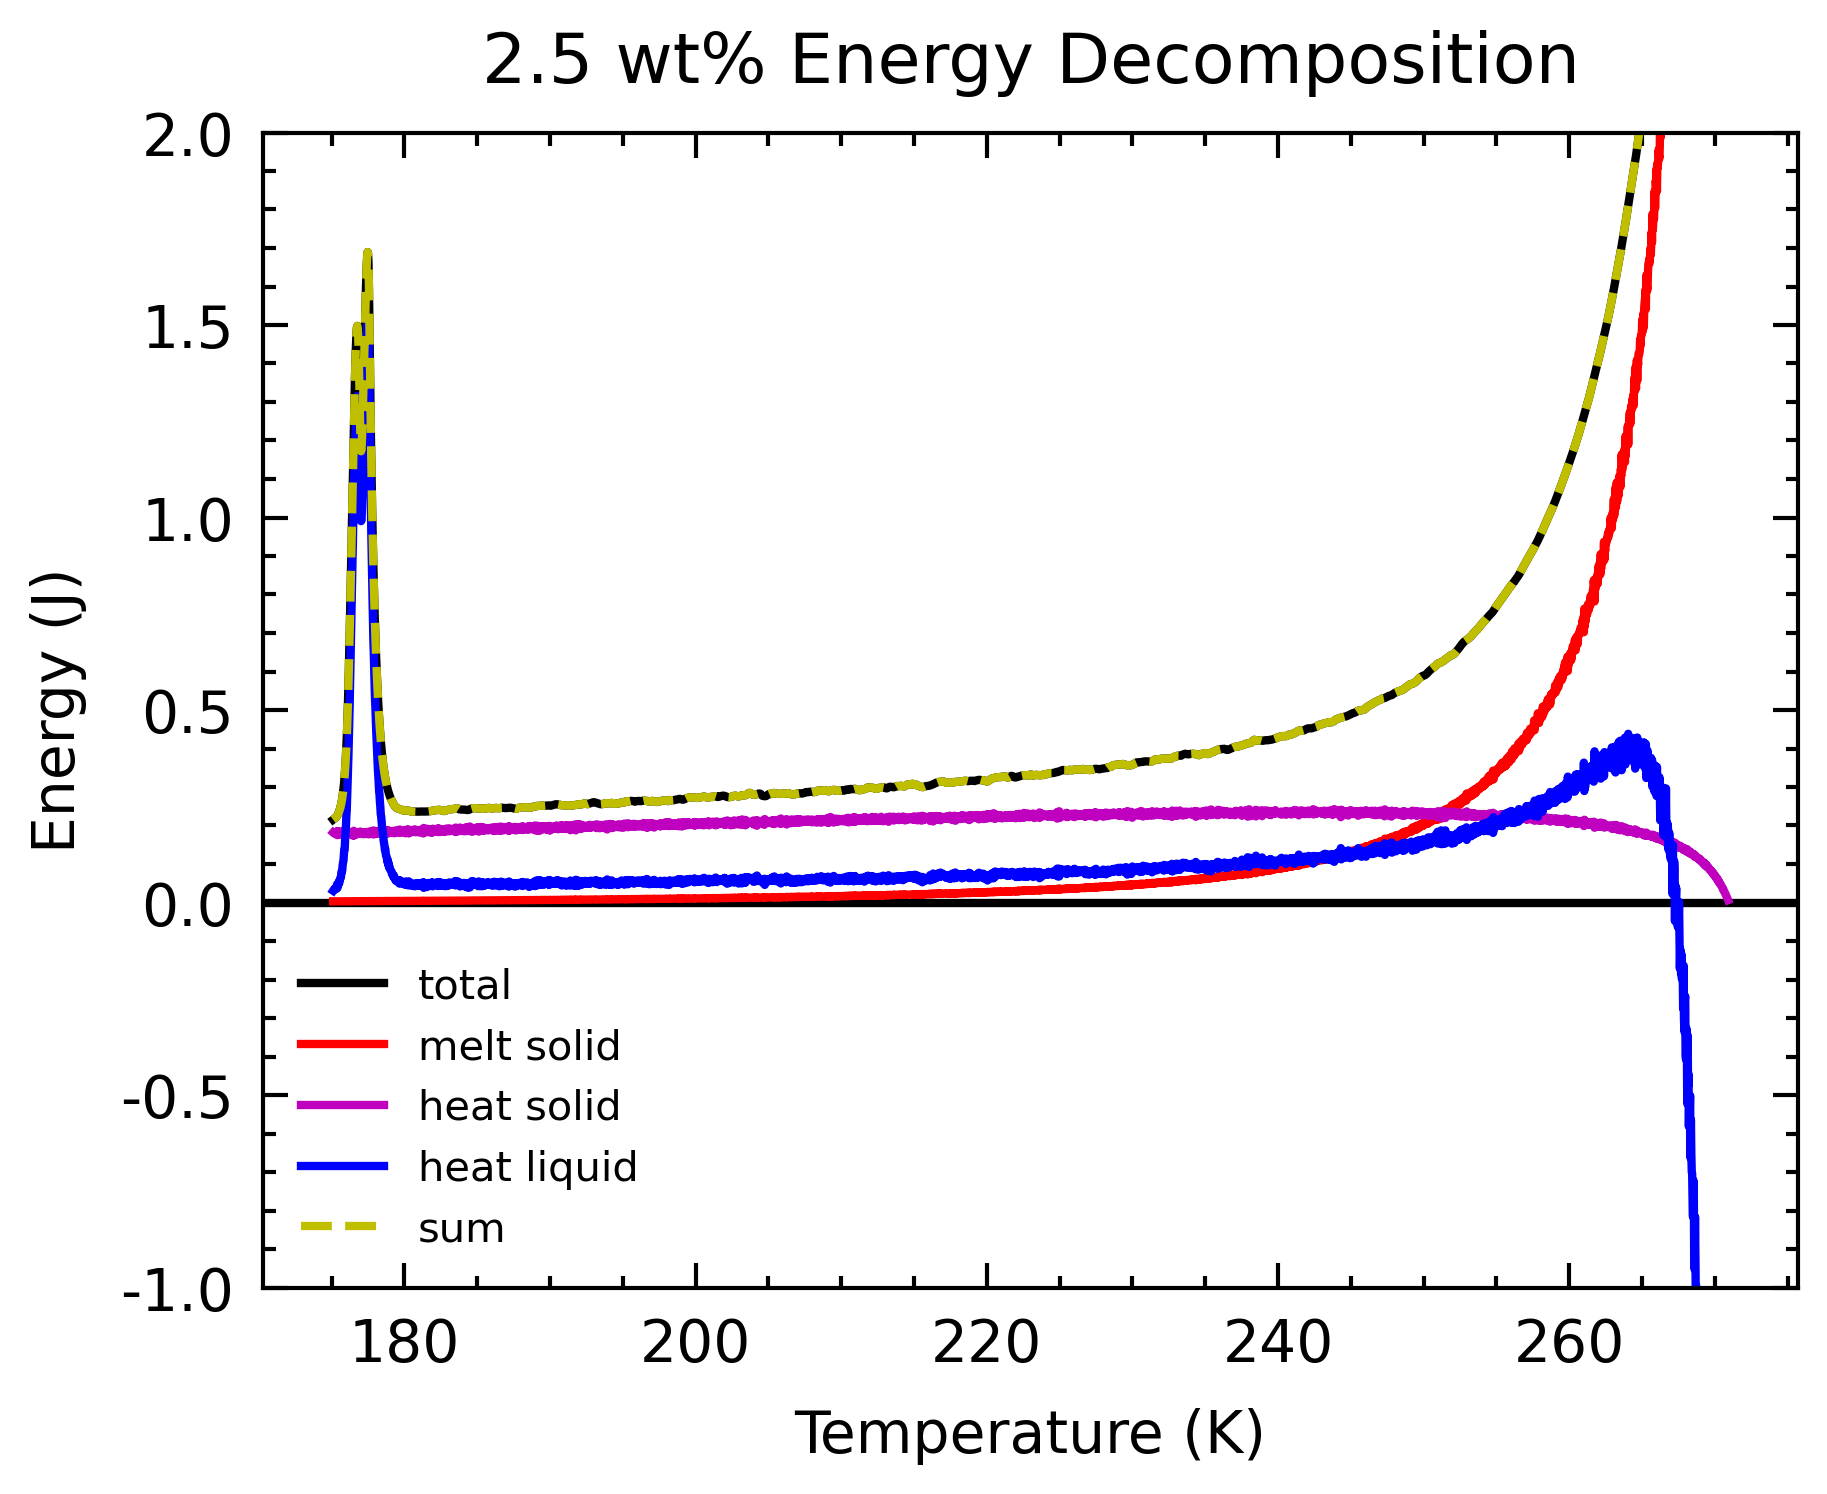 2.5 wt% Energy Decomposition
2.0
1.5
1.0
0.5
0.0
-0.5
-1.0
Energy (J)
total
melt solid
heat solid
heat liquid
sum
180 200 220 240 260
Temperature (K)